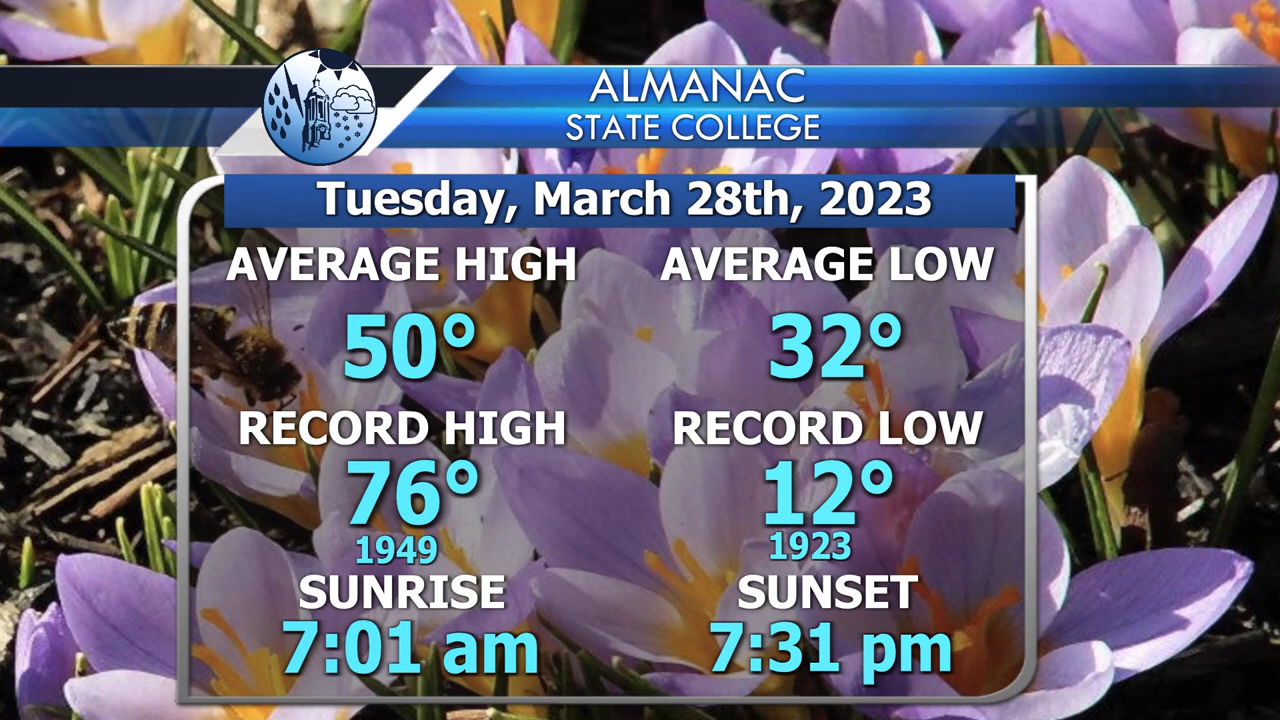 ALMANAC
STATE COLLEGE
Tuesday, March 28th, 2023
AVERAGE HIGH AVERAGE LOW
50° 32°
RECORD HIGH RECORD LOW
76° 12°
1949 1923
SUNRISE SUNSET
7:01 am 7:31 pm